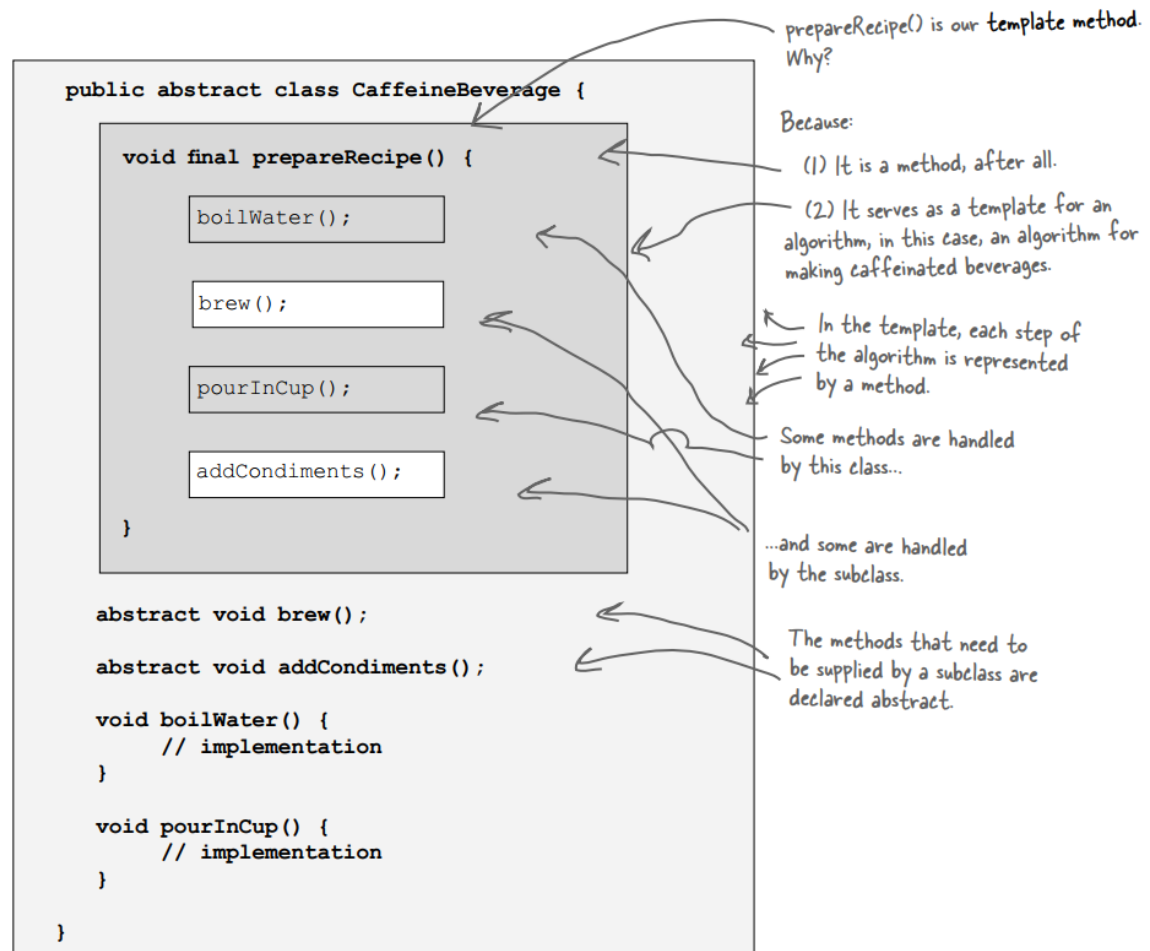 prepareRecipe() is our template method.
Why?
public abstract class CaffeineBeverage {
Because:
void final prepareRecipe() {
(1) It is a method, after all.
(2) It serves as a template for an
algorithm, in this case, an algorithm for
making caffeinated beverages.
boilWater();
brew();
In the template, each step of
the algorithm is represented
by a method.
pourInCup();
Some methods are handled
by this class...
addCondiments();
}
...and some are handled
by the subclass.
abstract void brew();
abstract void addCondiments();
The methods that need to
be supplied by a subclass are
declared abstract.
void boilWater() {
// implementation
}
void pourInCup() {
// implementation
}
}